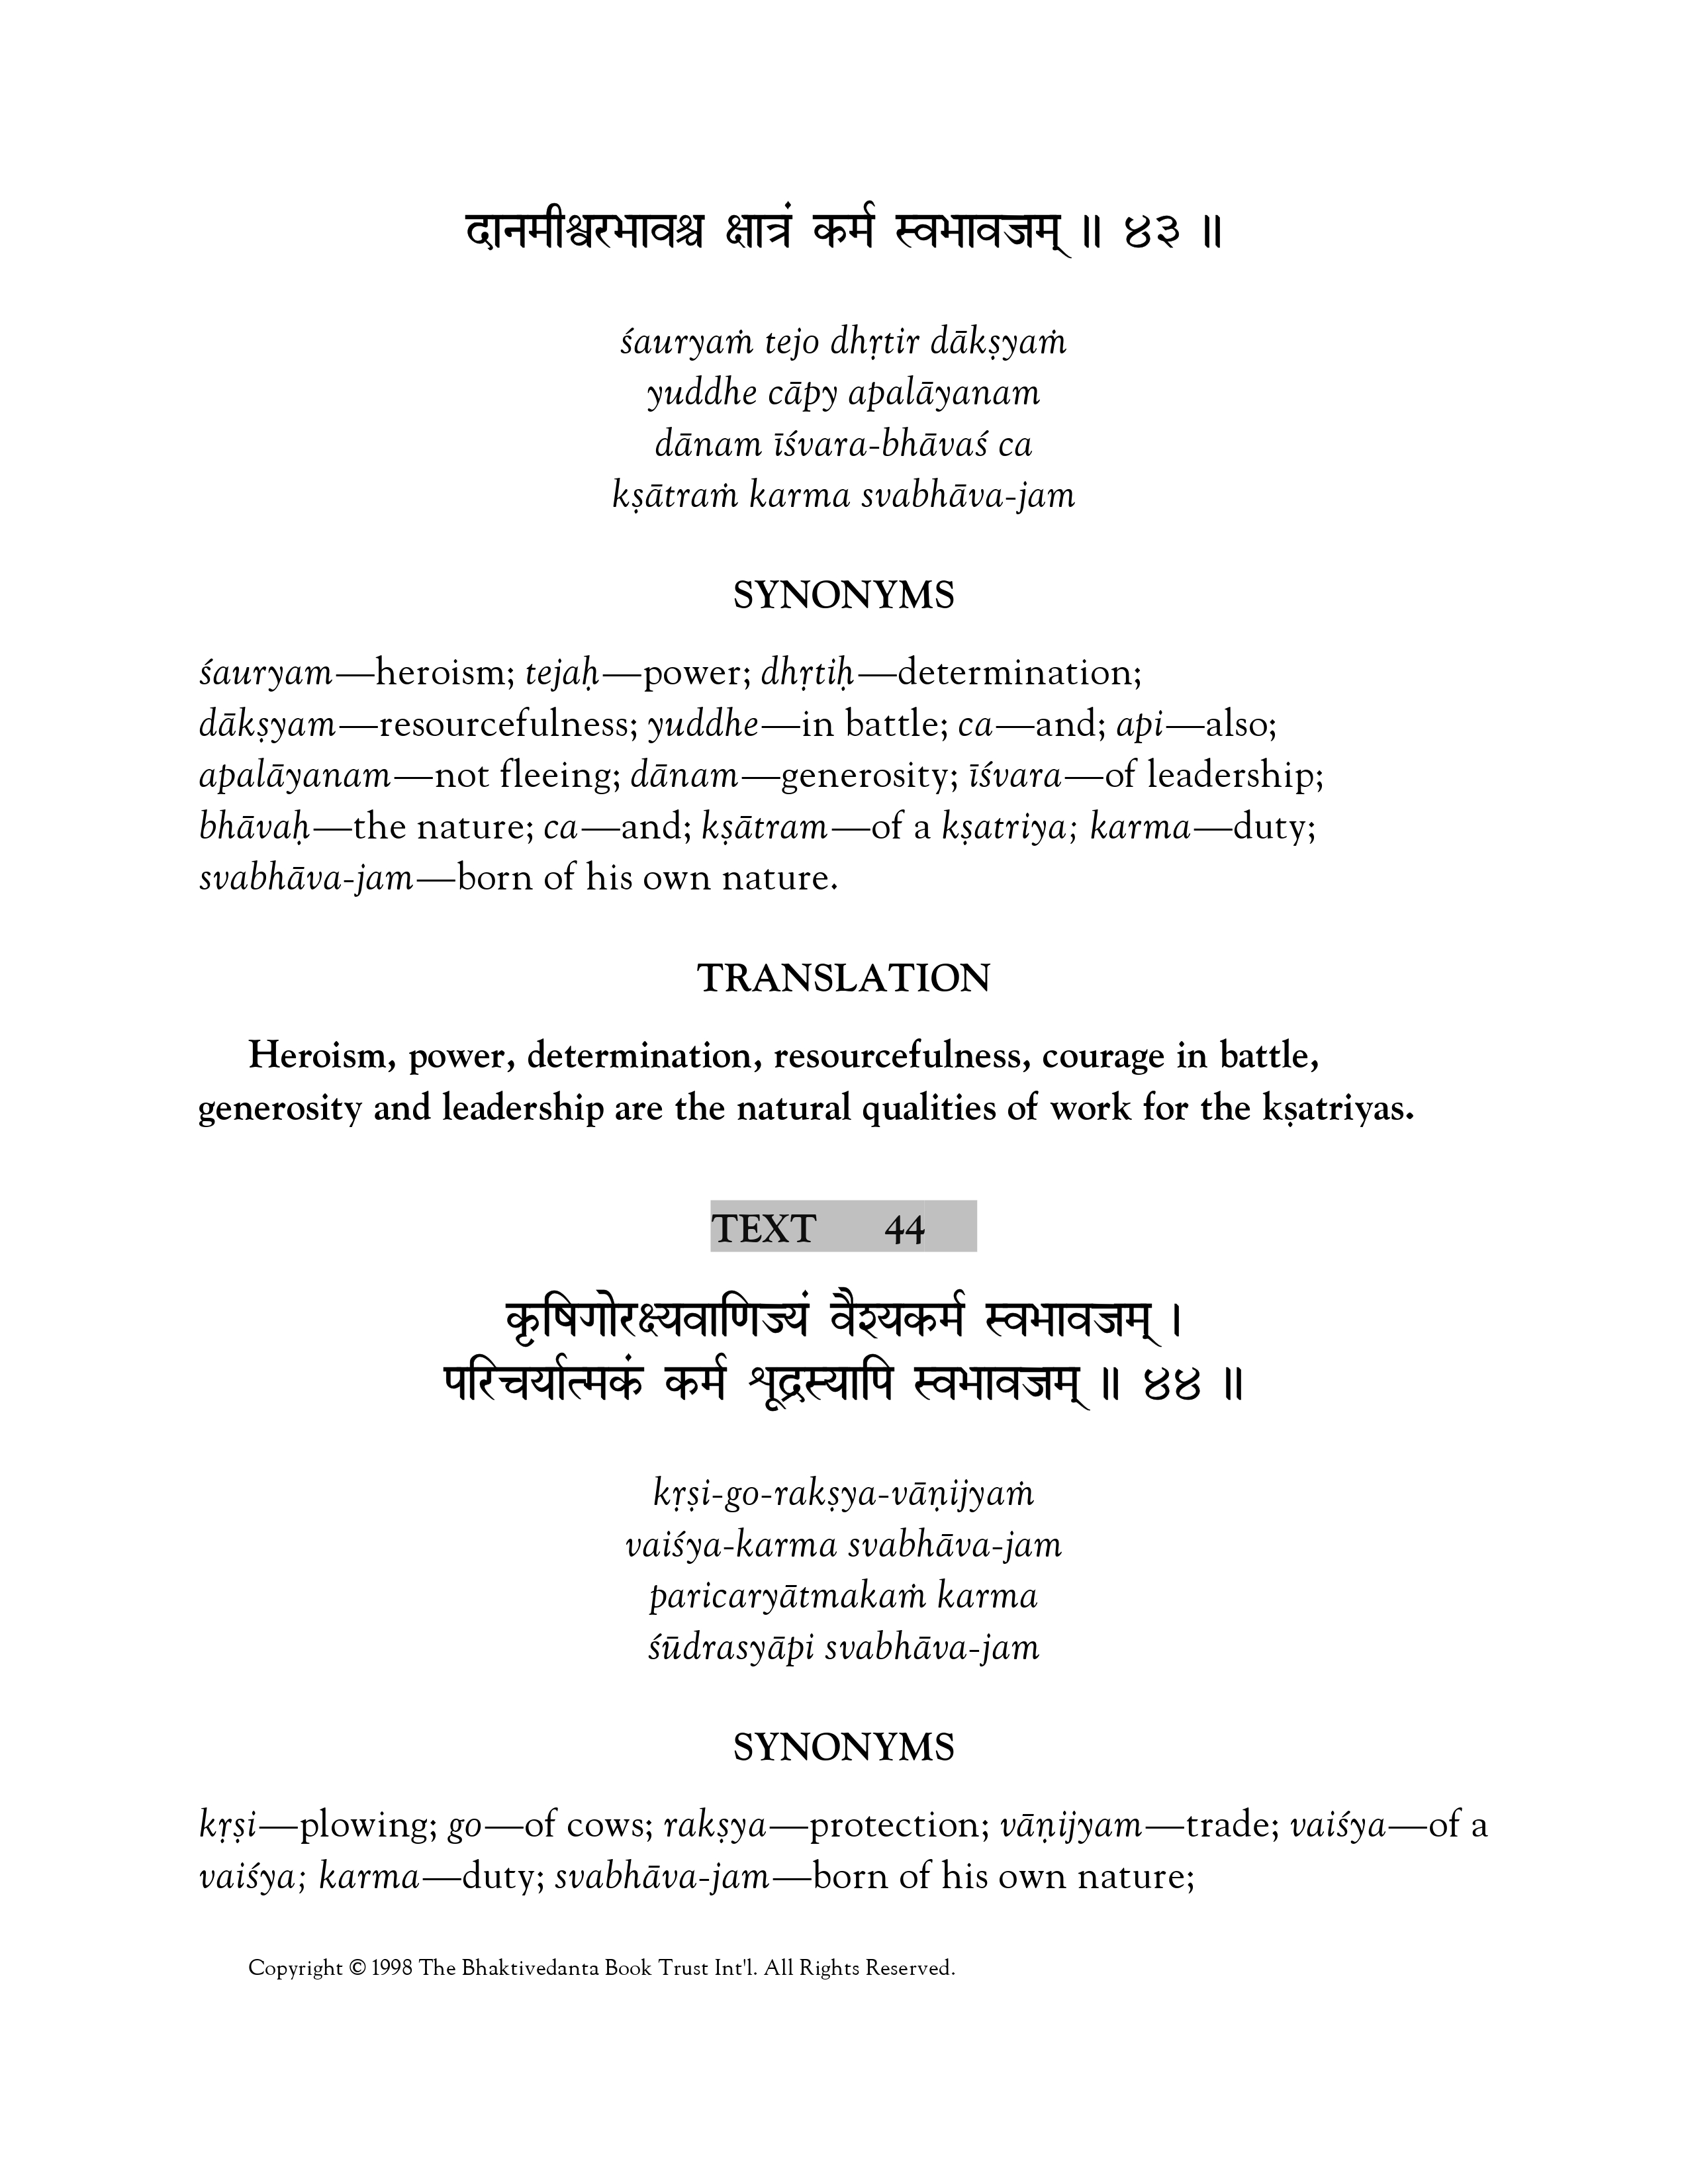 दानमीश्वरभावश्च क्षात्रं कर्म स्वभावजम् ॥ ४३ ॥
śauryaṁ tejo dhṛtir dākṣyaṁ
yuddhe cāpy apalāyanam
dānam īśvara-bhāvaś ca
kṣātraṁ karma svabhāva-jam
SYNONYMS
śauryam—heroism; tejaḥ—power; dhṛtiḥ—determination;
dākṣyam—resourcefulness; yuddhe—in battle; ca—and; api—also;
apalāyanam—not fleeing; dānam—generosity; īśvara—of leadership;
bhāvaḥ—the nature; ca—and; kṣātram—of a kṣatriya; karma—duty;
svabhāva-jam—born of his own nature.
TRANSLATION
Heroism, power, determination, resourcefulness, courage in battle,
generosity and leadership are the natural qualities of work for the kṣatriyas.
TEXT 44
कृषिगोरक्ष्यवाणिज्यं वैश्यकर्म स्वभावजम् ।
परिचर्यात्मकं कर्म शूद्रस्यापि स्वभावजम् ॥ ४४ ॥
kṛṣi-go-rakṣya-vāṇijyaṁ
vaiśya-karma svabhāva-jam
paricaryātmakaṁ karma
śūdrasyāpi svabhāva-jam
SYNONYMS
kṛṣi—plowing; go—of cows; rakṣya—protection; vāṇijyam—trade; vaiśya—of a
vaiśya; karma—duty; svabhāva-jam—born of his own nature;
Copyright © 1998 The Bhaktivedanta Book Trust Int'l. All Rights Reserved.